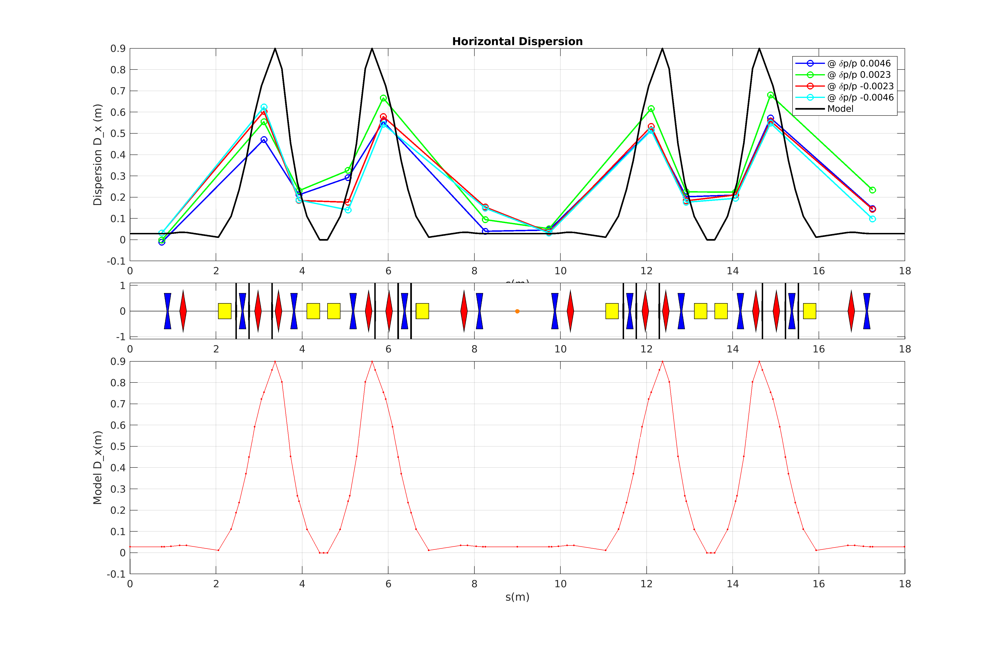 Horizontal Dispersion
Dispersion D_x (m)
0.9
0.8
0.7
0.6
0.5
0.4
0.3
0.2
0.1
0
-0.1
@ δp/p 0.0046
@ δp/p 0.0023
@ δp/p -0.0023
@ δp/p -0.0046
Model
0 2 4 6 8 10 12 14 16 18
s(m)
1
0
-1
0 2 4 6 8 10 12 14 16 18
Model D_x(m)
0.9
0.8
0.7
0.6
0.5
0.4
0.3
0.2
0.1
0
-0.1
0 2 4 6 8 10 12 14 16 18
s(m)